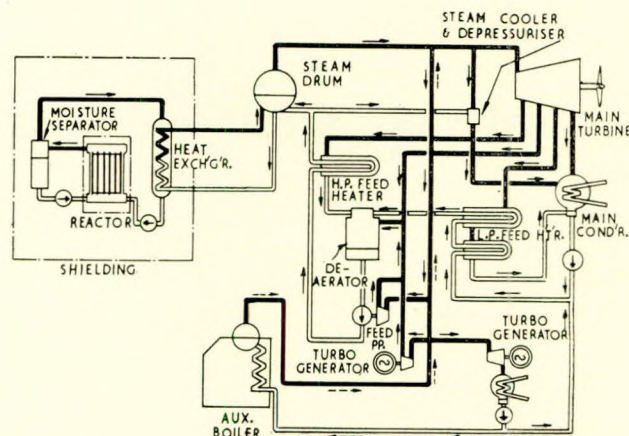 STEAM COOLER
& DEPRESSURISER
STEAM
DRUM
MOISTURE
SEPARATOR
HEAT
EXCH'G'R.
MAIN
TURBINE
H.P. FEED
HEATER
REACTOR
L.P. FEED HT'R.
MAIN
COND'R.
SHIELDING
DE-
AERATOR
FEED
PP.
TURBO
GENERATOR
TURBO
GENERATOR
AUX.
BOILER